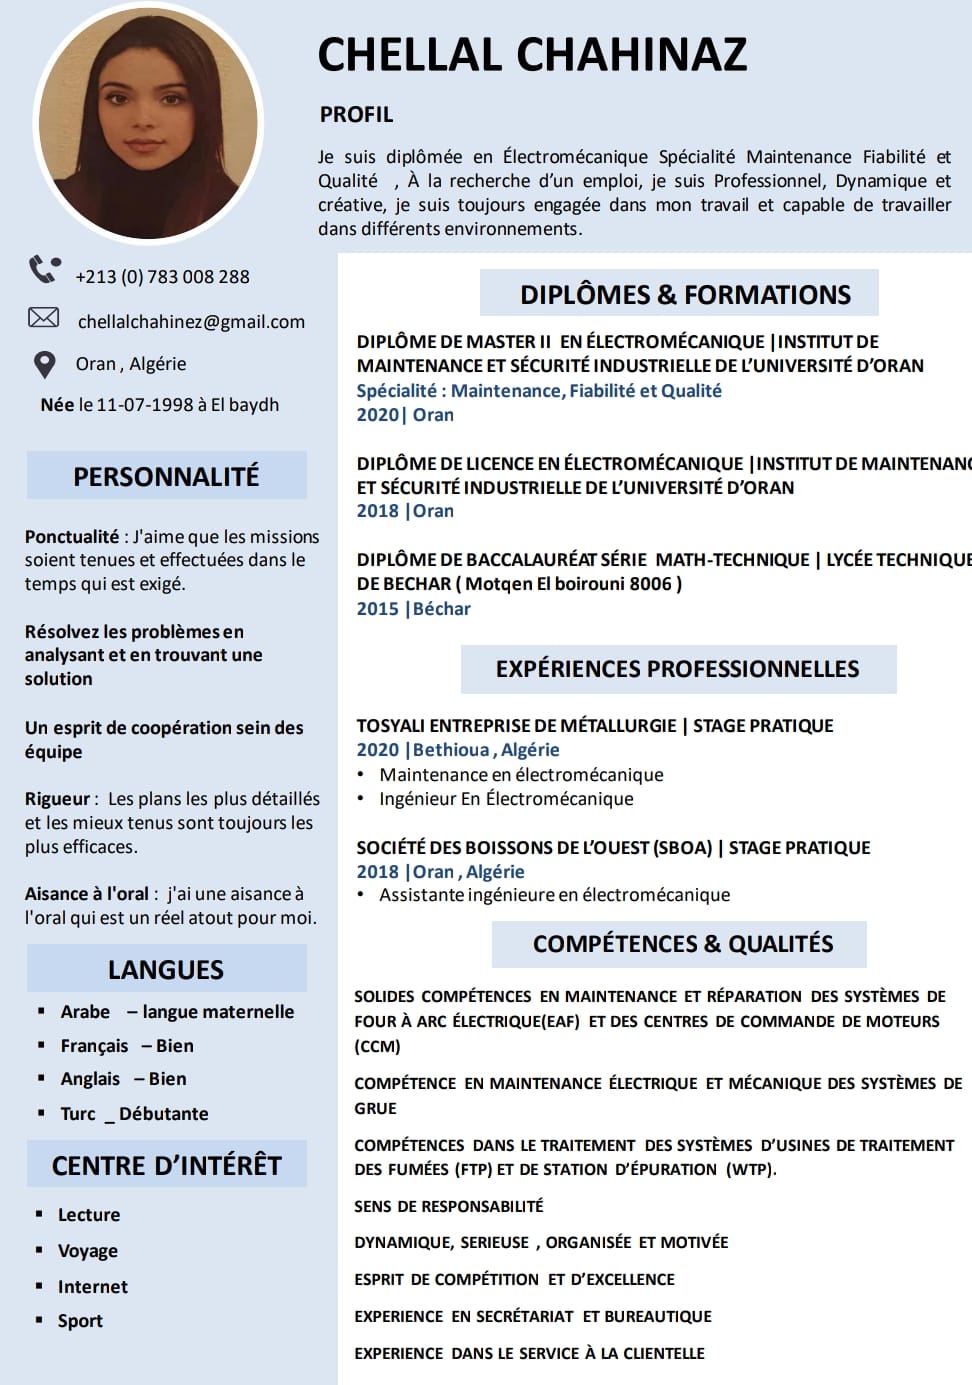 CHELLAL CHAHINAZ
PROFIL
Je suis diplômée en Électromécanique Spécialité Maintenance Fiabilité et
Qualité , À la recherche d’un emploi, je suis Professionnel, Dynamique et
créative, je suis toujours engagée dans mon travail et capable de travailler
dans différents environnements.
+213 (0) 783 008 288
chellalchahinez@gmail.com
Oran , Algérie
Née le 11-07-1998 à El baydh
PERSONNALITÉ
Ponctualité : J'aime que les missions
soient tenues et effectuées dans le
temps qui est exigé.
Résolvez les problèmes en
analysant et en trouvant une
solution
Un esprit de coopération sein des
équipe
Rigueur : Les plans les plus détaillés
et les mieux tenus sont toujours les
plus efficaces.
Aisance à l'oral : j'ai une aisance à
l'oral qui est un réel atout pour moi.
LANGUES
▪ Arabe – langue maternelle
▪ Français – Bien
▪ Anglais – Bien
▪ Turc _ Débutante
CENTRE D’INTÉRÊT
▪ Lecture
▪ Voyage
▪ Internet
▪ Sport
DIPLÔMES & FORMATIONS
DIPLÔME DE MASTER II EN ÉLECTROMÉCANIQUE |INSTITUT DE
MAINTENANCE ET SÉCURITÉ INDUSTRIELLE DE L’UNIVERSITÉ D’ORAN
Spécialité : Maintenance, Fiabilité et Qualité
2020| Oran
DIPLÔME DE LICENCE EN ÉLECTROMÉCANIQUE |INSTITUT DE MAINTENANC
ET SÉCURITÉ INDUSTRIELLE DE L’UNIVERSITÉ D’ORAN
2018 |Oran
DIPLÔME DE BACCALAURÉAT SÉRIE MATH-TECHNIQUE | LYCÉE TECHNIQUE
DE BECHAR ( Motqen El boirouni 8006 )
2015 |Béchar
EXPÉRIENCES PROFESSIONNELLES
TOSYALI ENTREPRISE DE MÉTALLURGIE | STAGE PRATIQUE
2020 |Bethioua , Algérie
• Maintenance en électromécanique
• Ingénieur En Électromécanique
SOCIÉTÉ DES BOISSONS DE L’OUEST (SBOA) | STAGE PRATIQUE
2018 |Oran , Algérie
• Assistante ingénieure en électromécanique
COMPÉTENCES & QUALITÉS
SOLIDES COMPÉTENCES EN MAINTENANCE ET RÉPARATION DES SYSTÈMES DE
FOUR À ARC ÉLECTRIQUE(EAF) ET DES CENTRES DE COMMANDE DE MOTEURS
(CCM)
COMPÉTENCE EN MAINTENANCE ÉLECTRIQUE ET MÉCANIQUE DES SYSTÈMES DE
GRUE
COMPÉTENCES DANS LE TRAITEMENT DES SYSTÈMES D’USINES DE TRAITEMENT
DES FUMÉES (FTP) ET DE STATION D’ÉPURATION (WTP).
SENS DE RESPONSABILITÉ
DYNAMIQUE, SERIEUSE , ORGANISÉE ET MOTIVÉE
ESPRIT DE COMPÉTITION ET D’EXCELLENCE
EXPERIENCE EN SECRÉTARIAT ET BUREAUTIQUE
EXPERIENCE DANS LE SERVICE À LA CLIENTELLE